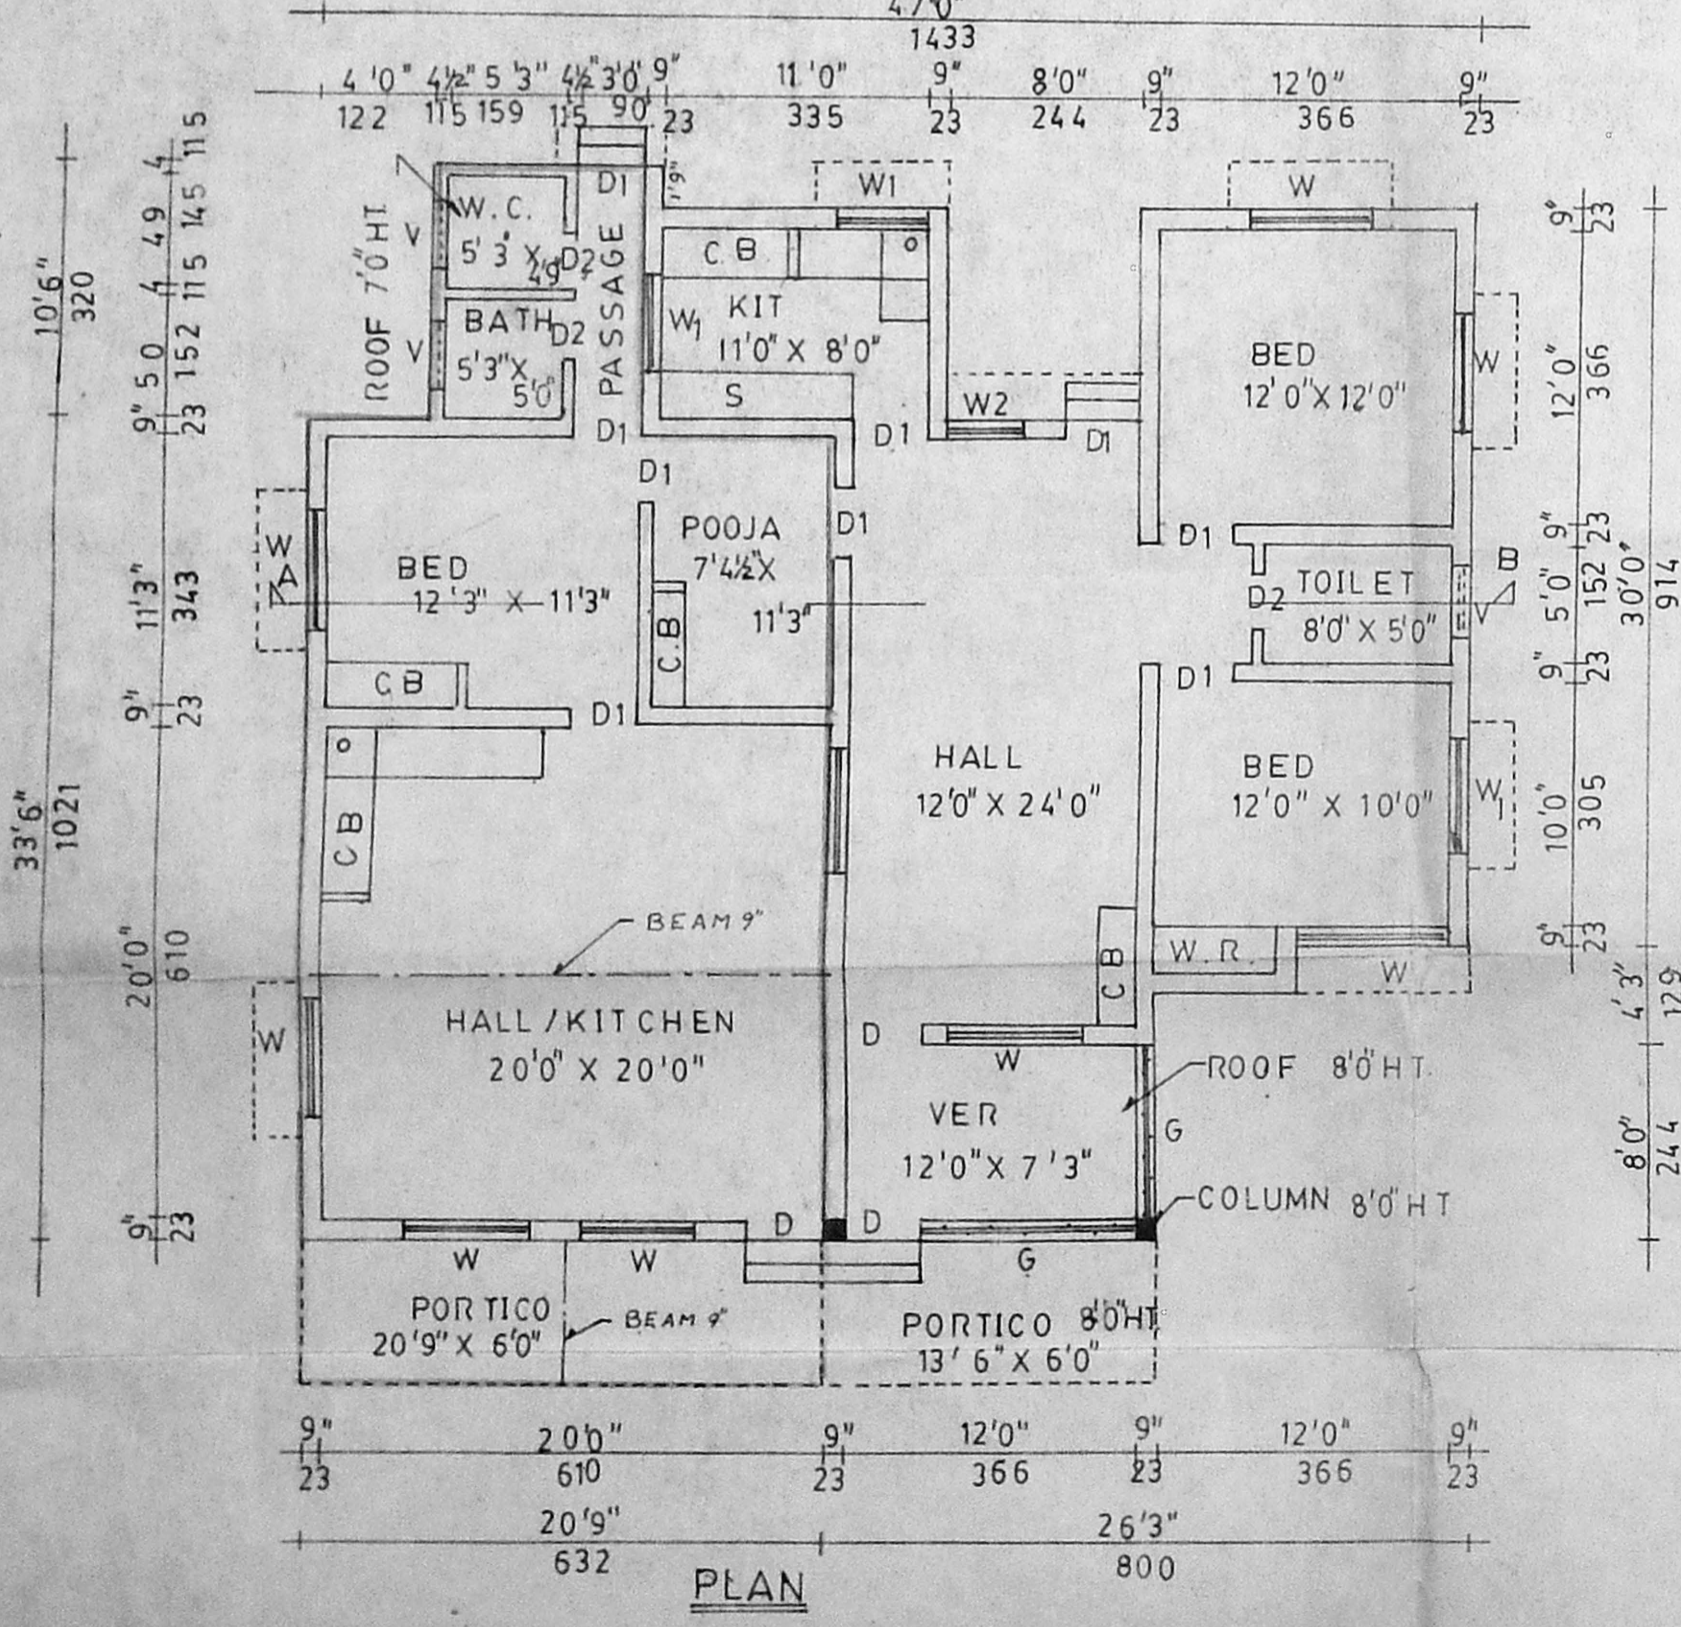 47'0"
1433
4'0" 4½" 5'3" 4½" 3'0" 9" 11'0" 9" 8'0" 9" 12'0" 9"
122 115 159 115 90 23 335 23 244 23 366 23
10'6"
320
33'6"
1021
4 49 4 50 9" 11'3" 9" 20'0" 9"
115 145 115 152 23 343 23 610 23
ROOF 7'0" HT
V
V
W.C.
5'3" X
4'9"
D2
BATH
D2
5'3" X
5'0"
D1
PASSAGE
D1
1'9"
W1
C B
W1
KIT
11'0" X 8'0"
S
D1
W2
D1
W
BED
12'0" X 12'0"
W
D1
POOJA
7'4½" X
11'3"
C.B
D1
W
A
BED
12'3" X 11'3"
C B
D1
D1
D2
TOILET
8'0" X 5'0"
B
V
D1
C B
HALL
12'0" X 24'0"
BED
12'0" X 10'0"
W1
BEAM 9"
C B
W.R.
W
W
HALL/KITCHEN
20'0" X 20'0"
D
W
ROOF 8'0" HT.
VER
12'0" X 7'3"
G
COLUMN 8'0" HT
D
D
W
W
G
PORTICO
20'9" X 6'0"
BEAM 9"
PORTICO 8'0" HT
13'6" X 6'0"
9" 12'0" 9" 5'0" 9" 10'0" 9"
23 366 23 152 23 305 23
30'0" 4'3" 8'0"
914 129 244
9" 20'0" 9" 12'0" 9" 12'0" 9"
23 610 23 366 23 366 23
20'9" 26'3"
632 800
PLAN